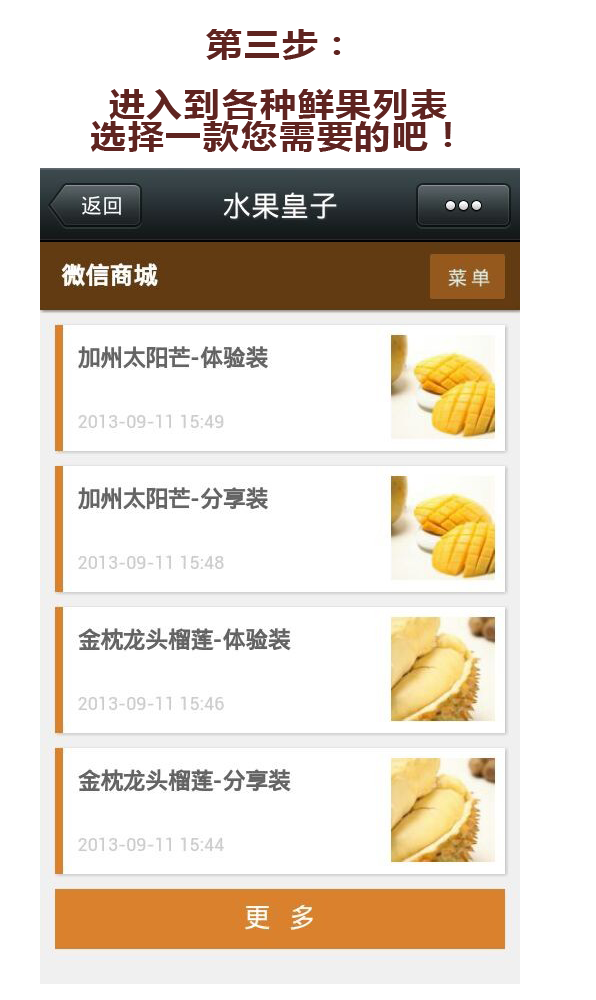 第三步：
进入到各种鲜果列表
选择一款您需要的吧！
返回
水果皇子
微信商城
菜单
加州太阳芒-体验装
2013-09-11 15:49
加州太阳芒-分享装
2013-09-11 15:48
金枕龙头榴莲-体验装
2013-09-11 15:46
金枕龙头榴莲-分享装
2013-09-11 15:44
更多